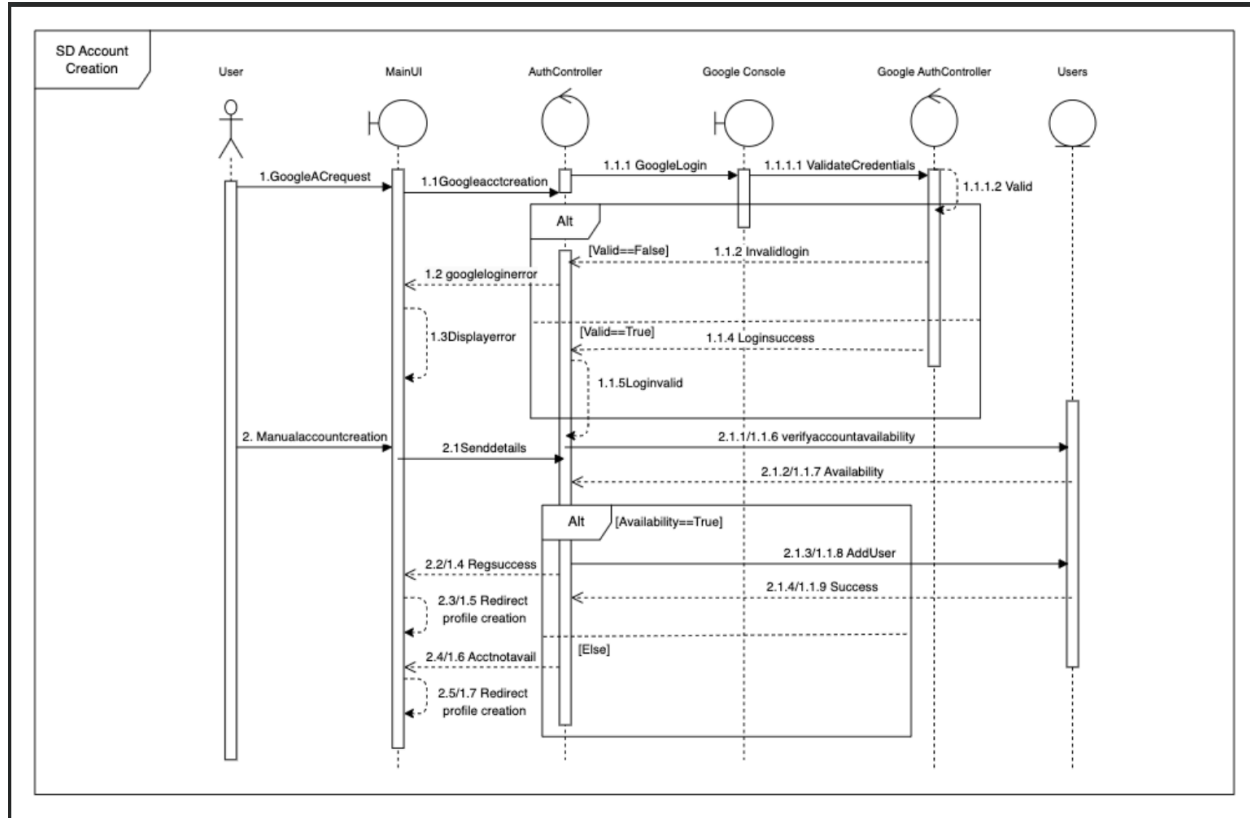 SD Account
Creation
User
MainUI
AuthController
Google Console
Google AuthController
Users
1.GoogleACrequest
1.1Googleacctcreation
1.1.1 GoogleLogin
1.1.1.1 ValidateCredentials
1.1.1.2 Valid
Alt
[Valid==False]
1.1.2 Invalidlogin
1.2 googleloginerror
1.3Displayerror
[Valid==True]
1.1.4 Loginsuccess
1.1.5Loginvalid
2. Manualaccountcreation
2.1Senddetails
2.1.1/1.1.6 verifyaccountavailability
2.1.2/1.1.7 Availability
Alt
[Availability==True]
2.1.3/1.1.8 AddUser
2.2/1.4 Regsuccess
2.1.4/1.1.9 Success
2.3/1.5 Redirect
profile creation
[Else]
2.4/1.6 Acctnotavail
2.5/1.7 Redirect
profile creation